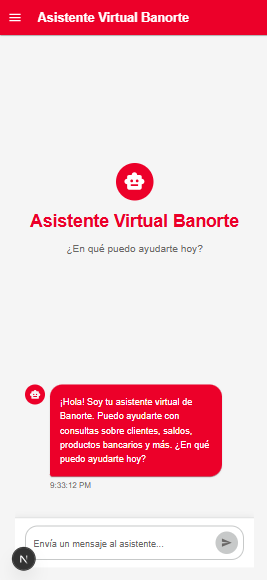 Asistente Virtual Banorte
Asistente Virtual Banorte
¿En qué puedo ayudarte hoy?
¡Hola! Soy tu asistente virtual de
Banorte. Puedo ayudarte con
consultas sobre clientes, saldos,
productos bancarios y más. ¿En qué
puedo ayudarte hoy?
9:33:12 PM
Envía un mensaje al asistente...
N